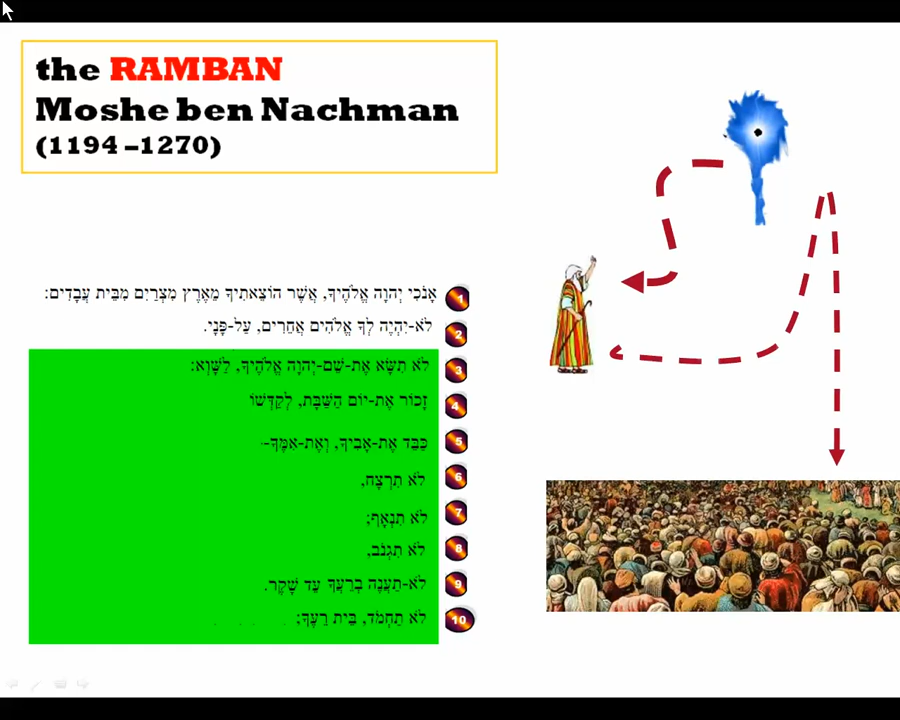 the RAMBAN
Moshe ben Nachman
(1194 –1270)
אָנֹכִי יְהוָה אֱלֹהֶיךָ, אֲשֶׁר הוֹצֵאתִיךָ מֵאֶרֶץ מִצְרַיִם מִבֵּית עֲבָדִים: 1
לֹא-יִהְיֶה לְךָ אֱלֹהִים אֲחֵרִים, עַל-פָּנָי. 2
לֹא תִשָּׂא אֶת-שֵׁם-יְהוָה אֱלֹהֶיךָ, לַשָּׁוְא: 3
זָכוֹר אֶת-יוֹם הַשַּׁבָּת, לְקַדְּשׁוֹ 4
כַּבֵּד אֶת-אָבִיךָ, וְאֶת-אִמֶּךָ- 5
לֹא תִרְצָח, 6
לֹא תִנְאָף; 7
לֹא תִגְנֹב, 8
לֹא-תַעֲנֶה בְרֵעֲךָ עֵד שָׁקֶר. 9
לֹא תַחְמֹד, בֵּית רֵעֶךָ; 10